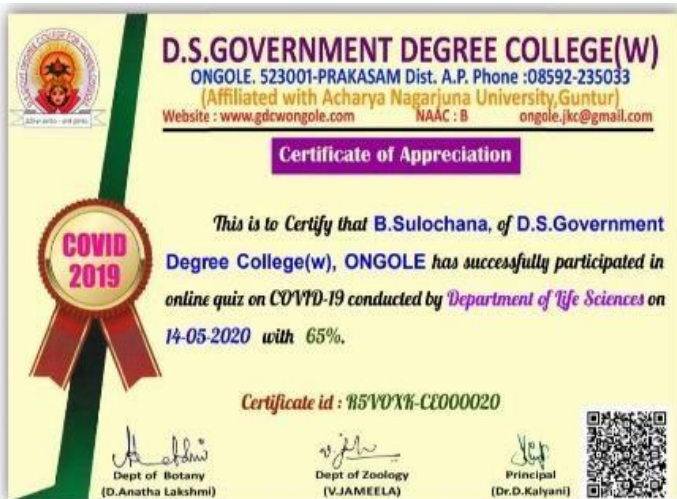 D.S.GOVERNMENT DEGREE COLLEGE(W)
ONGOLE. 523001-PRAKASAM Dist. A.P. Phone :08592-235033
(Affiliated with Acharya Nagarjuna University,Guntur)
Website : www.gdcwongole.com NAAC : B ongole.jkc@gmail.com
Certificate of Appreciation
COVID
2019
This is to Certify that B.Sulochana, of D.S.Government
Degree College(w), ONGOLE has successfully participated in
online quiz on COVID-19 conducted by Department of Life Sciences on
14-05-2020 with 65%.
Certificate id : R5VOXK-CE000020
Dept of Botany
(D.Anatha Lakshmi)
Dept of Zoology
(V.JAMEELA)
Principal
(Dr.D.Kalyani)